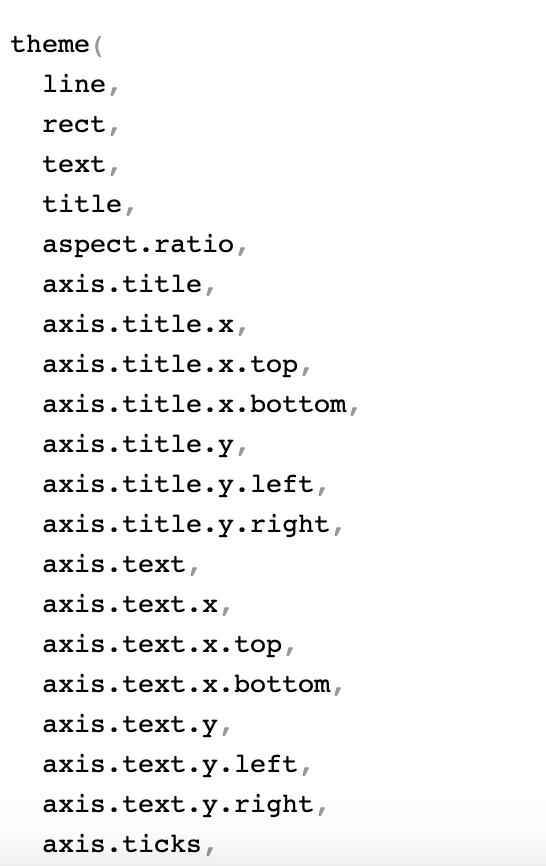 theme(
line,
rect,
text,
title,
aspect.ratio,
axis.title,
axis.title.x,
axis.title.x.top,
axis.title.x.bottom,
axis.title.y,
axis.title.y.left,
axis.title.y.right,
axis.text,
axis.text.x,
axis.text.x.top,
axis.text.x.bottom,
axis.text.y,
axis.text.y.left,
axis.text.y.right,
axis.ticks,